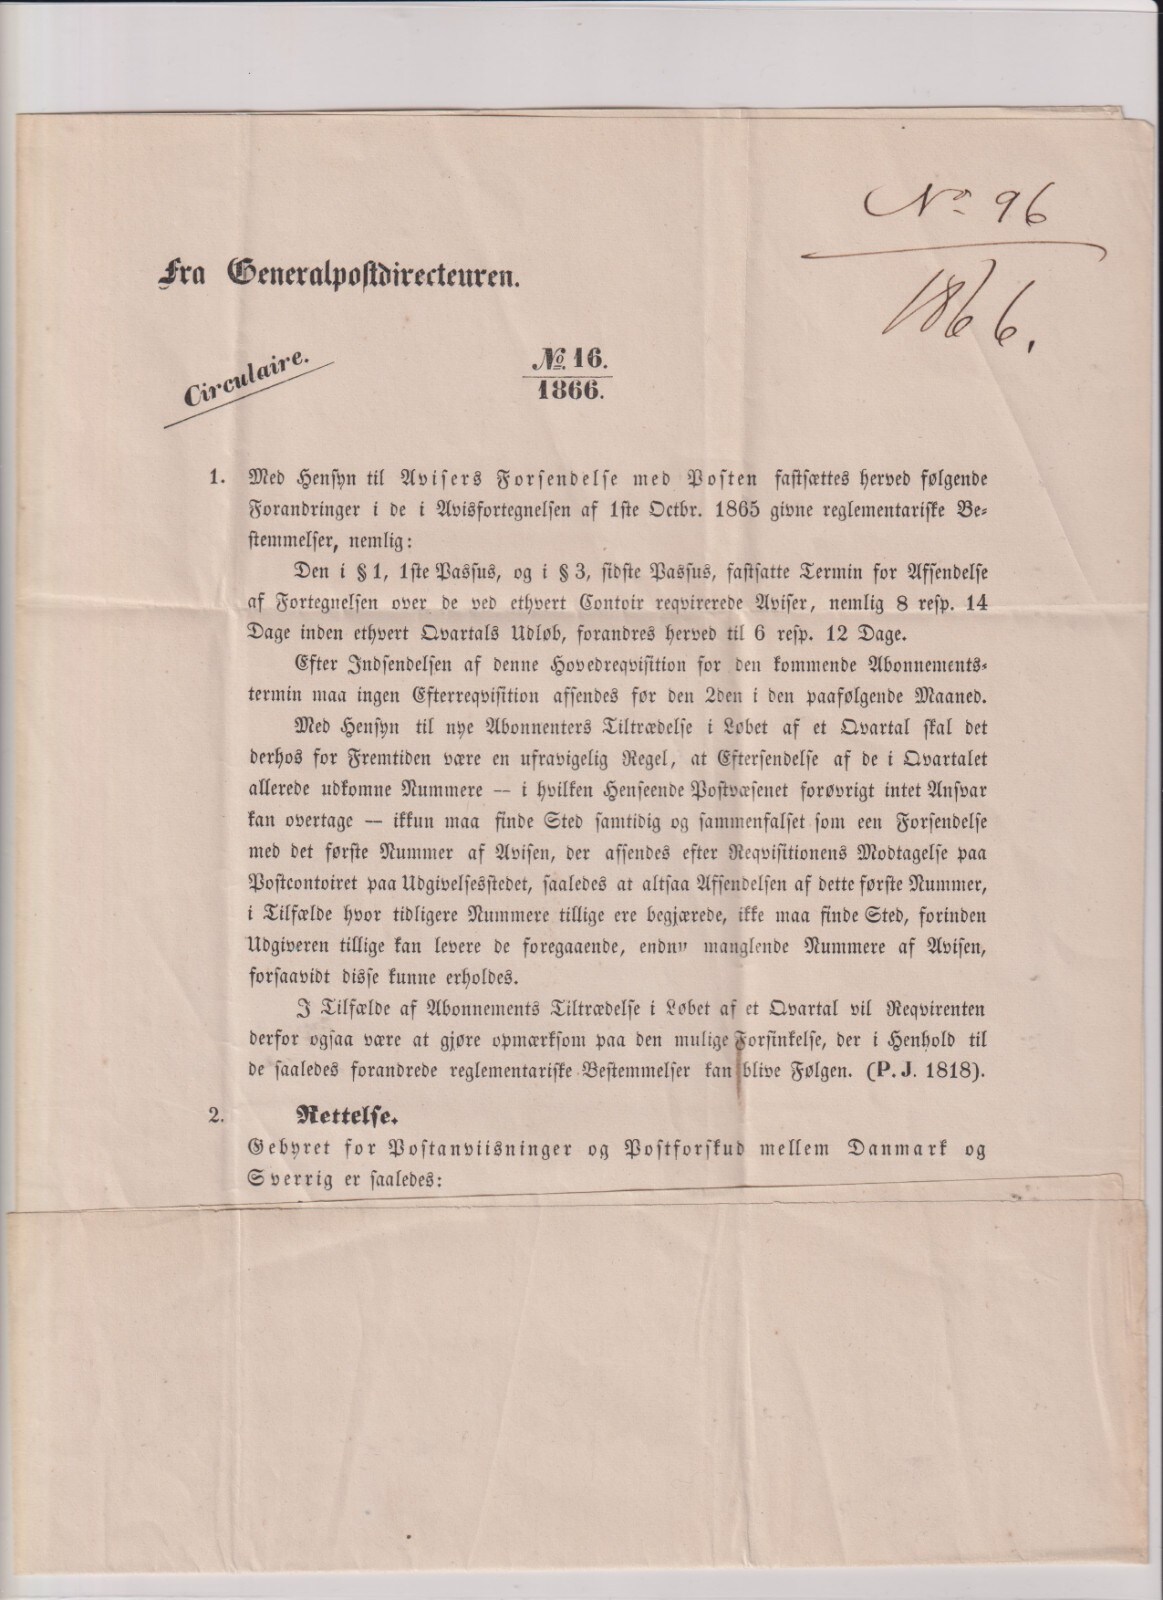 No 96
1866.
Fra Generalpostdirecteuren.
Circulaire.
No. 16.
1866.
1. Med Hensyn til Avisers Forsendelse med Posten fastsættes herved følgende
Forandringer i de i Avisfortegnelsen af 1ste Octbr. 1865 givne reglementariske Be-
stemmelser, nemlig:
Den i § 1, 1ste Passus, og i § 3, sidste Passus, fastsatte Termin for Afsendelse
af Fortegnelsen over de ved ethvert Contoir reqvirerede Aviser, nemlig 8 resp. 14
Dage inden ethvert Qvartals Udløb, forandres herved til 6 resp. 12 Dage.
Efter Indsendelsen af denne Hovedreqvisition for den kommende Abonnements-
termin maa ingen Efterreqvisition afsendes før den 2den i den paafølgende Maaned.
Med Hensyn til nye Abonnenters Tiltrædelse i Løbet af et Qvartal skal det
derhos for Fremtiden være en ufravigelig Regel, at Eftersendelse af de i Qvartalet
allerede udkomne Nummere — i hvilken Henseende Postvæsenet forøvrigt intet Ansvar
kan overtage — ikkun maa finde Sted samtidig og sammenfalset som een Forsendelse
med det første Nummer af Avisen, der afsendes efter Reqvisitionens Modtagelse paa
Postcontoiret paa Udgivelsesstedet, saaledes at altsaa Afsendelsen af dette første Nummer,
i Tilfælde hvor tidligere Nummere tillige ere begjærede, ikke maa finde Sted, forinden
Udgiveren tillige kan levere de foregaaende, endnu manglende Nummere af Avisen,
forsaavidt disse kunne erholdes.
I Tilfælde af Abonnements Tiltrædelse i Løbet af et Qvartal vil Reqvirenten
derfor ogsaa være at gjøre opmærksom paa den mulige Forsinkelse, der i Henhold til
de saaledes forandrede reglementariske Bestemmelser kan blive Følgen. (P. J. 1818).
2. Rettelse.
Gebyret for Postanviisninger og Postforskud mellem Danmark og
Sverrig er saaledes: